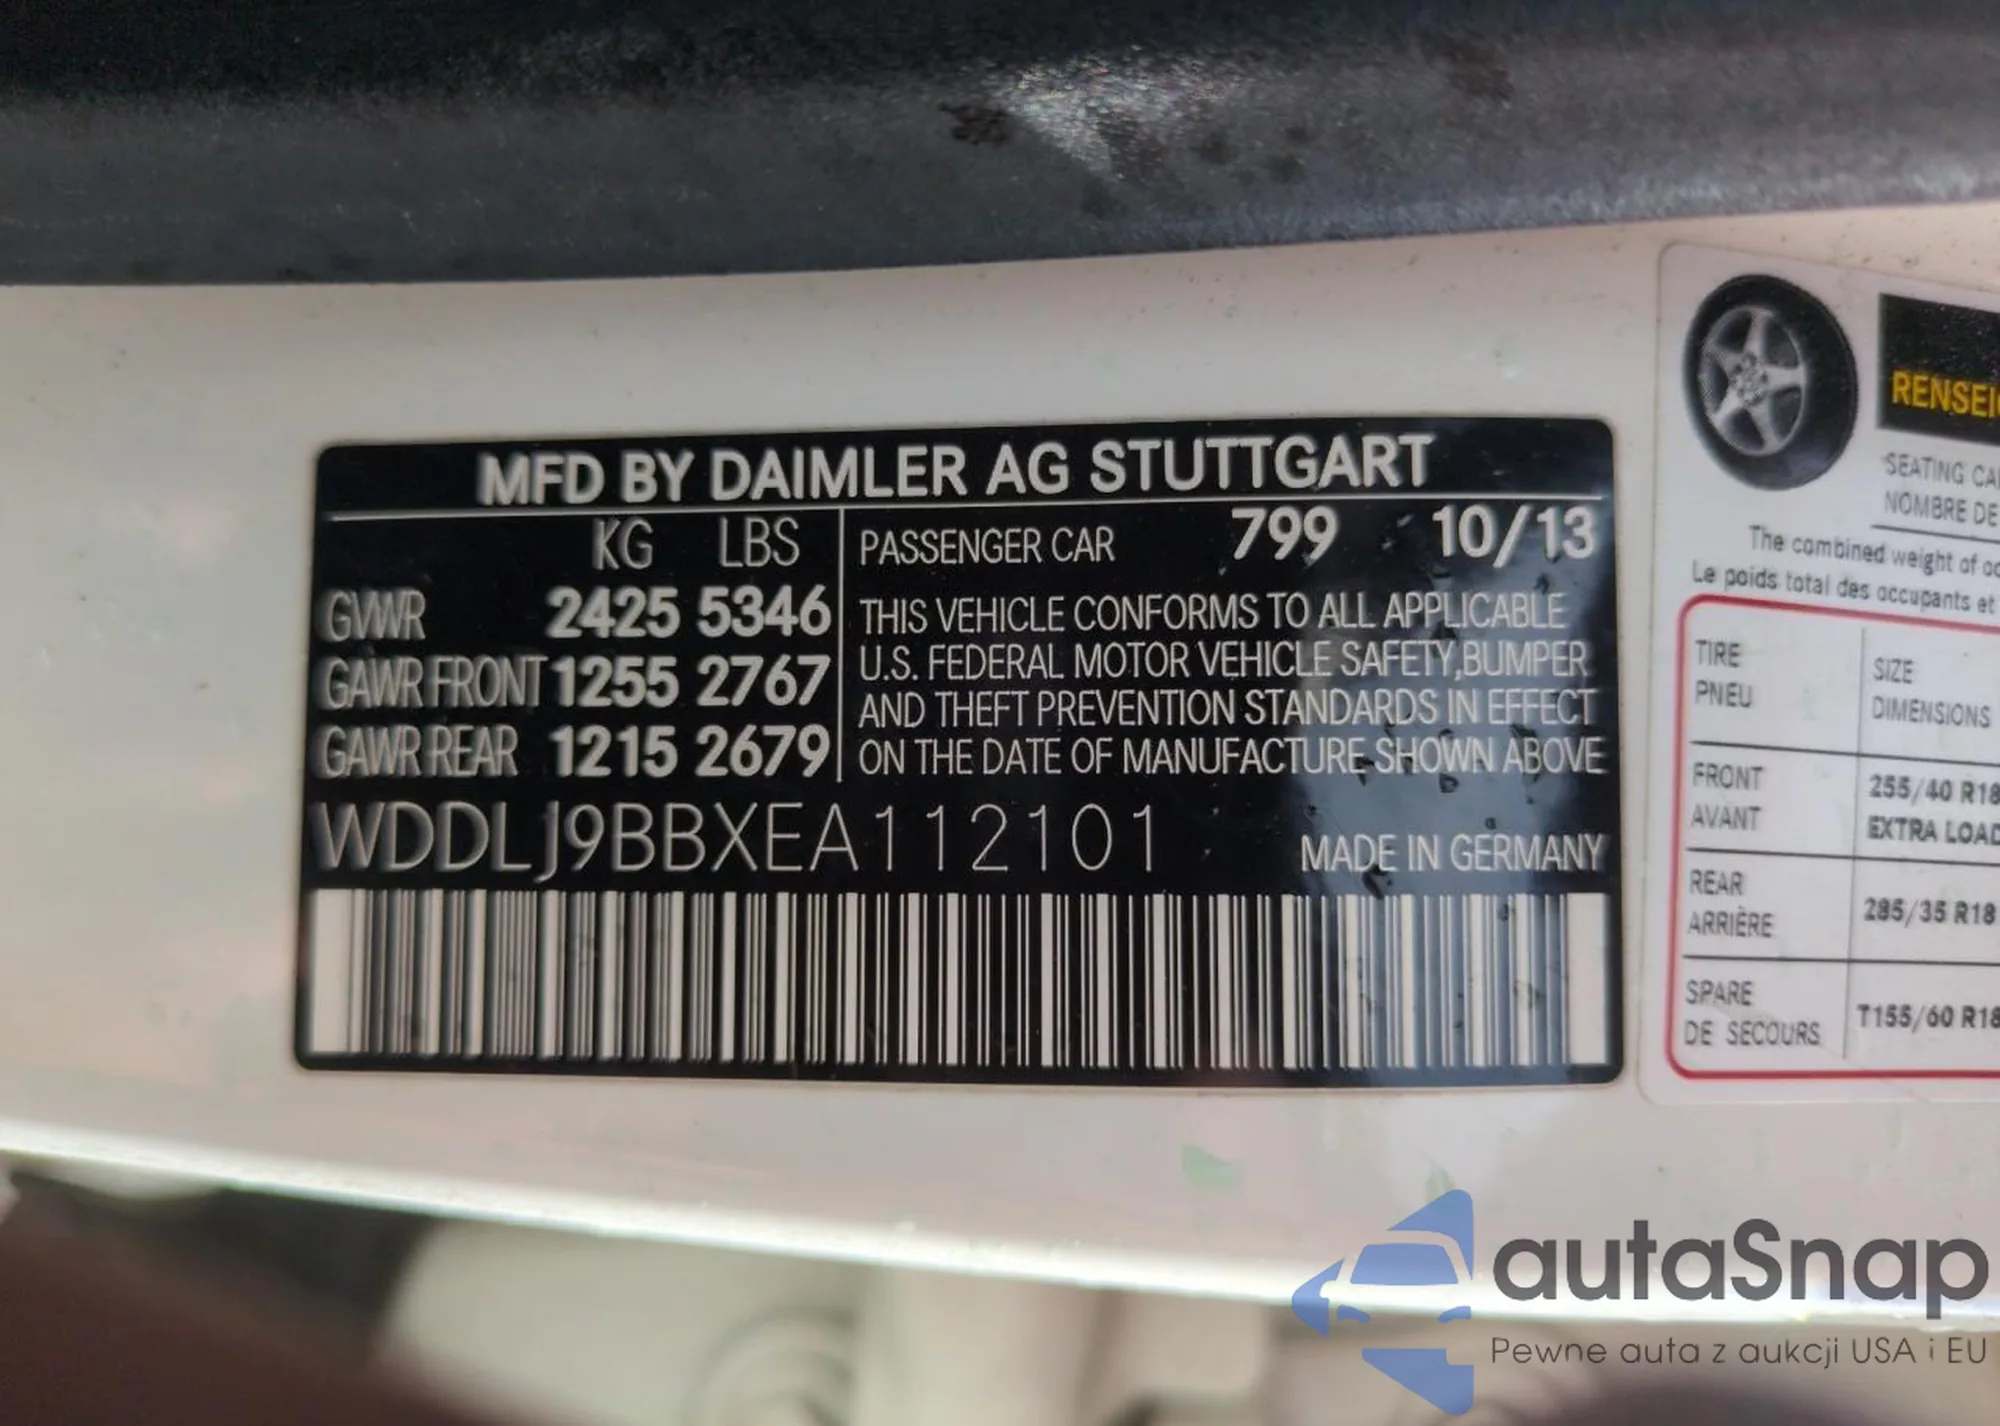 MFD BY DAIMLER AG STUTTGART
KG LBS
GVWR 2425 5346
GAWR FRONT 1255 2767
GAWR REAR 1215 2679
PASSENGER CAR 799 10/13
THIS VEHICLE CONFORMS TO ALL APPLICABLE
U.S. FEDERAL MOTOR VEHICLE SAFETY,BUMPER
AND THEFT PREVENTION STANDARDS IN EFFECT
ON THE DATE OF MANUFACTURE SHOWN ABOVE
WDDLJ9BBXEA112101
MADE IN GERMANY
SEATING
NOMBRE DE
The combined weight of
Le poids total des occupants et
TIRE
PNEU
SIZE
DIMENSIONS
FRONT
AVANT
255/40 R18
EXTRA LOAD
REAR
ARRIÈRE
285/35 R18
SPARE
DE SECOURS
T155/60 R18
autaSnap
Pewne auta z aukcji USA i EU